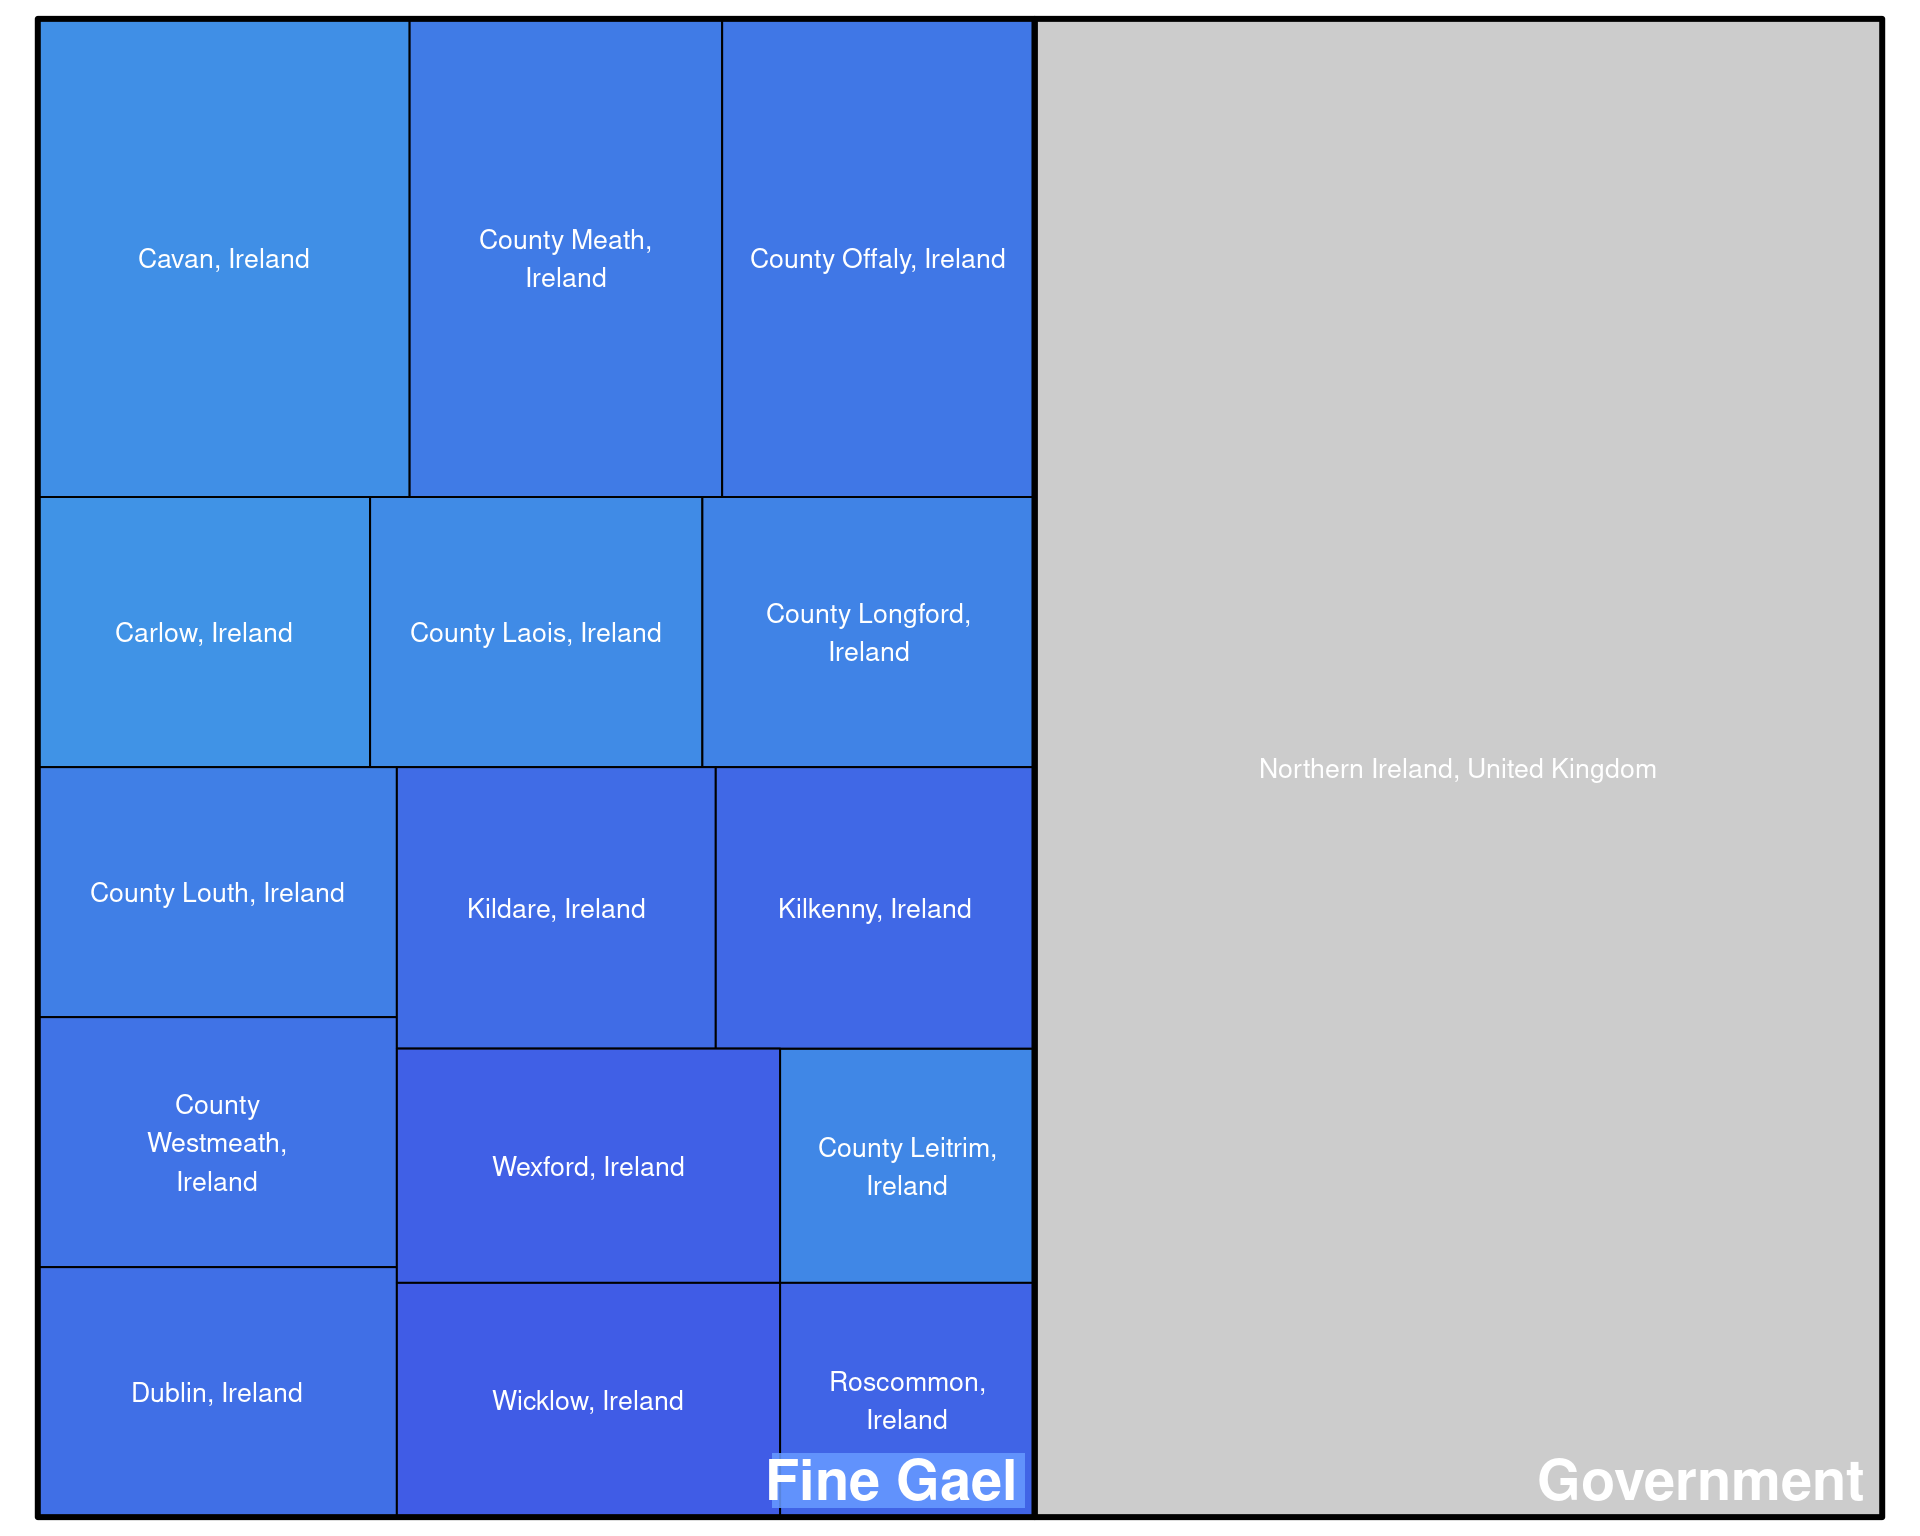 Cavan, Ireland
County Meath,
Ireland
County Offaly, Ireland
Carlow, Ireland
County Laois, Ireland
County Longford,
Ireland
County Louth, Ireland
Kildare, Ireland
Kilkenny, Ireland
County
Westmeath,
Ireland
Wexford, Ireland
County Leitrim,
Ireland
Dublin, Ireland
Wicklow, Ireland
Roscommon,
Ireland
Fine Gael
Northern Ireland, United Kingdom
Government